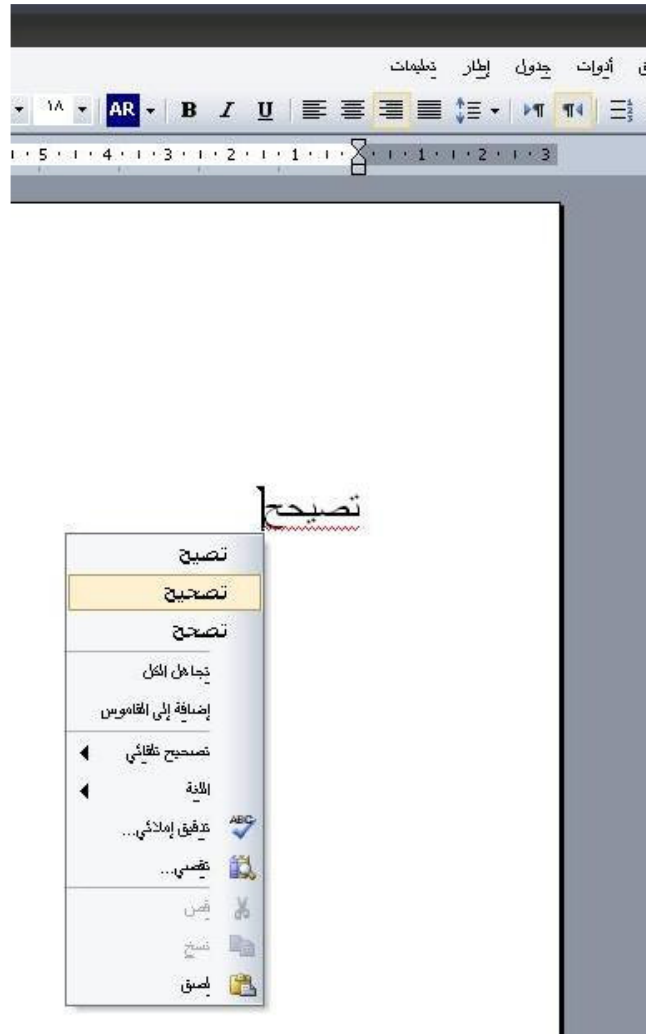 أدوات جدول إطار تعليمات
١٨ AR B I U
5 4 3 2 1 1 2 3
تصيحح
تصيح
تصحيح
تصحح
تجاهل الكل
إضافة إلى القاموس
تصحيح تلقائي
اللغة
تدقيق إملائي...
تقصي...
قص
نسخ
لصق